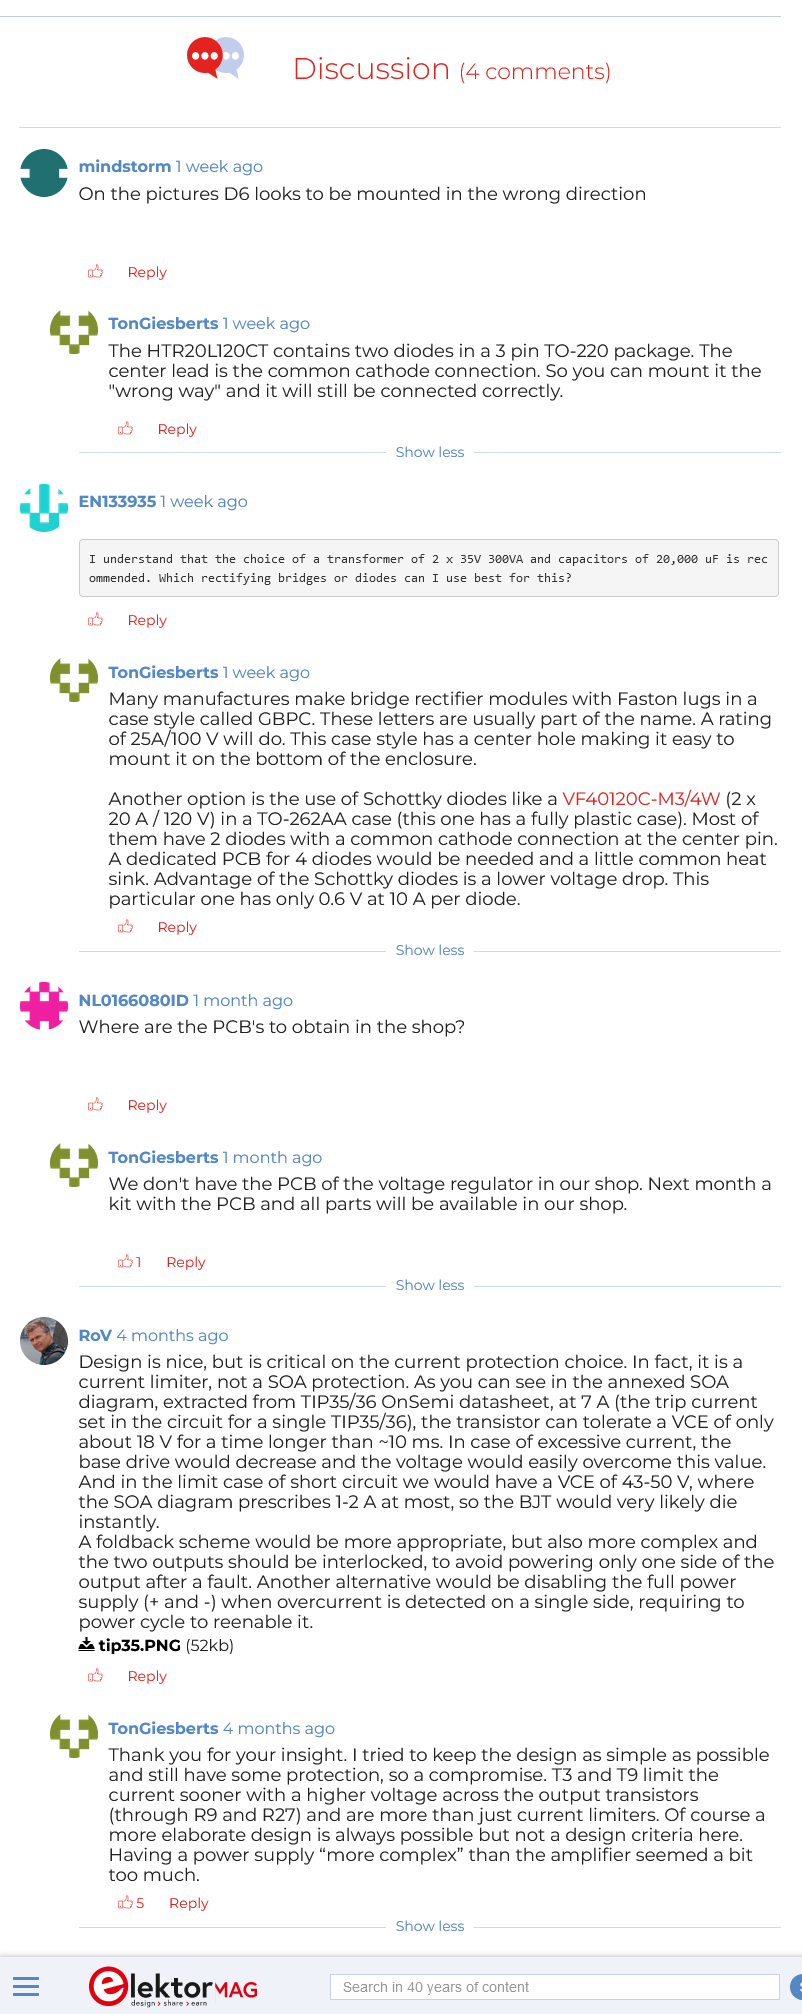 Discussion (4 comments)
mindstorm 1 week ago
On the pictures D6 looks to be mounted in the wrong direction
Reply
TonGiesberts 1 week ago
The HTR20L120CT contains two diodes in a 3 pin TO-220 package. The
center lead is the common cathode connection. So you can mount it the
"wrong way" and it will still be connected correctly.
Reply
Show less
EN133935 1 week ago
I understand that the choice of a transformer of 2 x 35V 300VA and capacitors of 20,000 uF is rec
ommended. Which rectifying bridges or diodes can I use best for this?
Reply
TonGiesberts 1 week ago
Many manufactures make bridge rectifier modules with Faston lugs in a
case style called GBPC. These letters are usually part of the name. A rating
of 25A/100 V will do. This case style has a center hole making it easy to
mount it on the bottom of the enclosure.
Another option is the use of Schottky diodes like a VF40120C-M3/4W (2 x
20 A / 120 V) in a TO-262AA case (this one has a fully plastic case). Most of
them have 2 diodes with a common cathode connection at the center pin.
A dedicated PCB for 4 diodes would be needed and a little common heat
sink. Advantage of the Schottky diodes is a lower voltage drop. This
particular one has only 0.6 V at 10 A per diode.
Reply
Show less
NL0166080ID 1 month ago
Where are the PCB's to obtain in the shop?
Reply
TonGiesberts 1 month ago
We don't have the PCB of the voltage regulator in our shop. Next month a
kit with the PCB and all parts will be available in our shop.
1 Reply
Show less
RoV 4 months ago
Design is nice, but is critical on the current protection choice. In fact, it is a
current limiter, not a SOA protection. As you can see in the annexed SOA
diagram, extracted from TIP35/36 OnSemi datasheet, at 7 A (the trip current
set in the circuit for a single TIP35/36), the transistor can tolerate a VCE of only
about 18 V for a time longer than ~10 ms. In case of excessive current, the
base drive would decrease and the voltage would easily overcome this value.
And in the limit case of short circuit we would have a VCE of 43-50 V, where
the SOA diagram prescribes 1-2 A at most, so the BJT would very likely die
instantly.
A foldback scheme would be more appropriate, but also more complex and
the two outputs should be interlocked, to avoid powering only one side of the
output after a fault. Another alternative would be disabling the full power
supply (+ and -) when overcurrent is detected on a single side, requiring to
power cycle to reenable it.
tip35.PNG (52kb)
Reply
TonGiesberts 4 months ago
Thank you for your insight. I tried to keep the design as simple as possible
and still have some protection, so a compromise. T3 and T9 limit the
current sooner with a higher voltage across the output transistors
(through R9 and R27) and are more than just current limiters. Of course a
more elaborate design is always possible but not a design criteria here.
Having a power supply “more complex” than the amplifier seemed a bit
too much.
5 Reply
Show less
elektor MAG Search in 40 years of content
design > share > earn